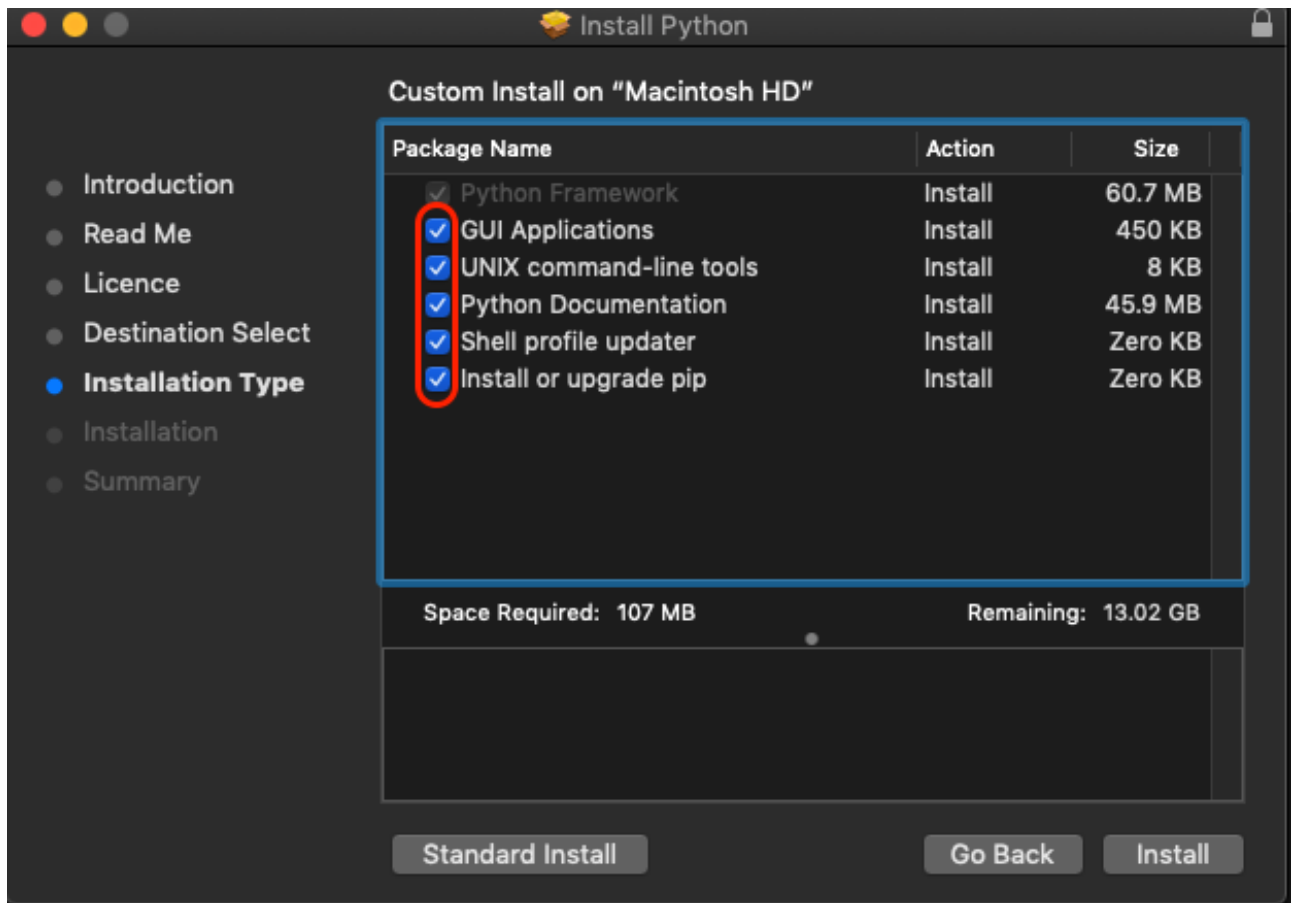 Install Python
Custom Install on “Macintosh HD”
Introduction
Read Me
Licence
Destination Select
Installation Type
Installation
Summary
Package Name Action Size
Python Framework Install 60.7 MB
GUI Applications Install 450 KB
UNIX command-line tools Install 8 KB
Python Documentation Install 45.9 MB
Shell profile updater Install Zero KB
Install or upgrade pip Install Zero KB
Space Required: 107 MB Remaining: 13.02 GB
Standard Install Go Back Install